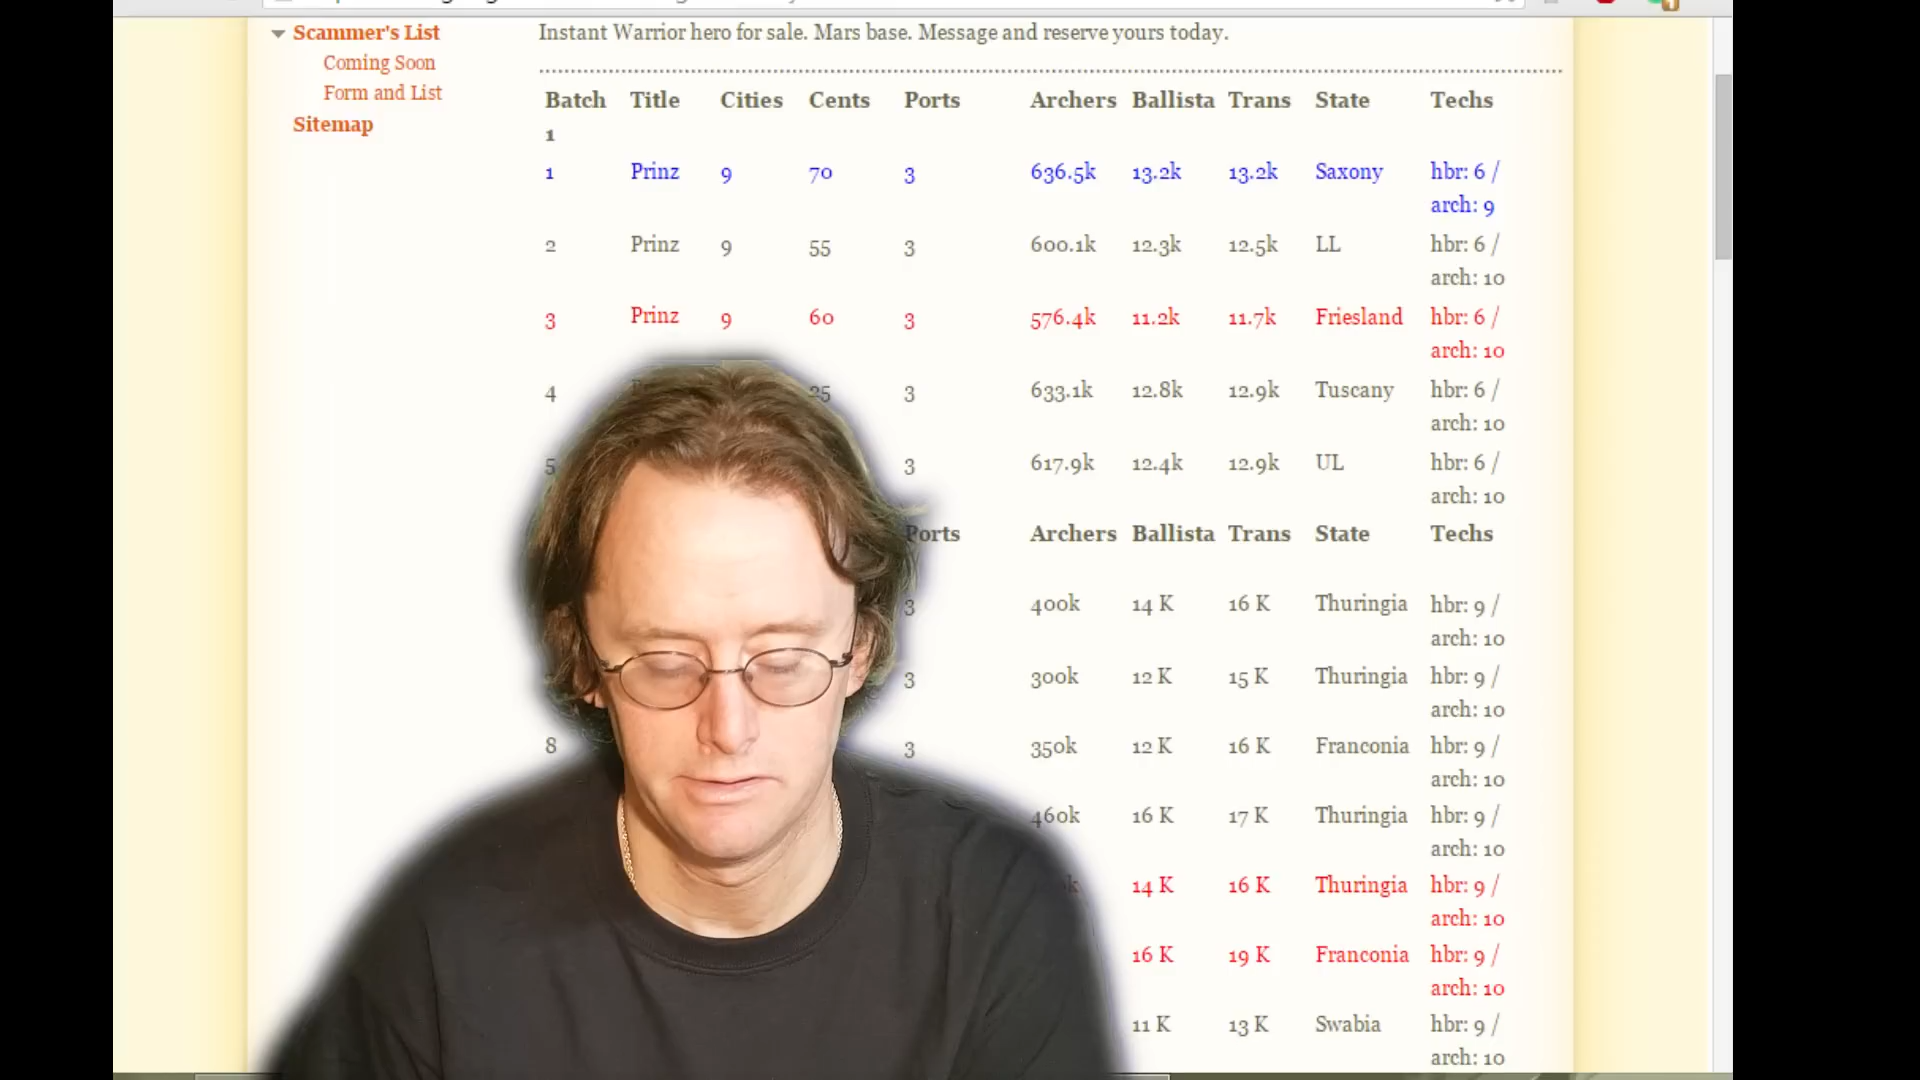 Scammer's List
Coming Soon
Form and List
Sitemap
Instant Warrior hero for sale. Mars base. Message and reserve yours today.
Batch 1 Title Cities Cents Ports Archers Ballista Trans State Techs
1 Prinz 9 70 3 636.5k 13.2k 13.2k Saxony hbr: 6 /
arch: 9
2 Prinz 9 55 3 600.1k 12.3k 12.5k LL hbr: 6 /
arch: 10
3 Prinz 9 60 3 576.4k 11.2k 11.7k Friesland hbr: 6 /
arch: 10
4 25 3 633.1k 12.8k 12.9k Tuscany hbr: 6 /
arch: 10
5 3 617.9k 12.4k 12.9k UL hbr: 6 /
arch: 10
Ports Archers Ballista Trans State Techs
3 400k 14 K 16 K Thuringia hbr: 9 /
arch: 10
3 300k 12 K 15 K Thuringia hbr: 9 /
arch: 10
8 3 350k 12 K 16 K Franconia hbr: 9 /
arch: 10
460k 16 K 17 K Thuringia hbr: 9 /
arch: 10
14 K 16 K Thuringia hbr: 9 /
arch: 10
16 K 19 K Franconia hbr: 9 /
arch: 10
11 K 13 K Swabia hbr: 9 /
arch: 10